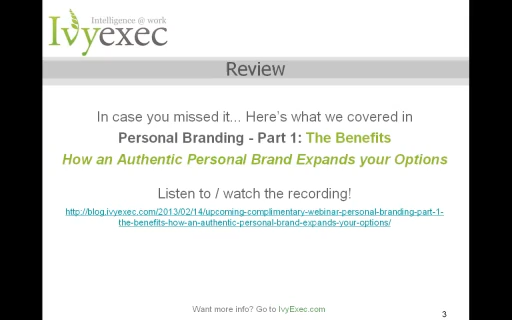 Intelligence @ work
Ivyexec
Review
In case you missed it... Here's what we covered in
Personal Branding - Part 1: The Benefits
How an Authentic Personal Brand Expands your Options
Listen to / watch the recording!
http://blog.ivyexec.com/2013/02/14/upcoming-complimentary-webinar-personal-branding-part-1-
the-benefits-how-an-authentic-personal-brand-expands-your-options/
Want more info? Go to IvyExec.com
3